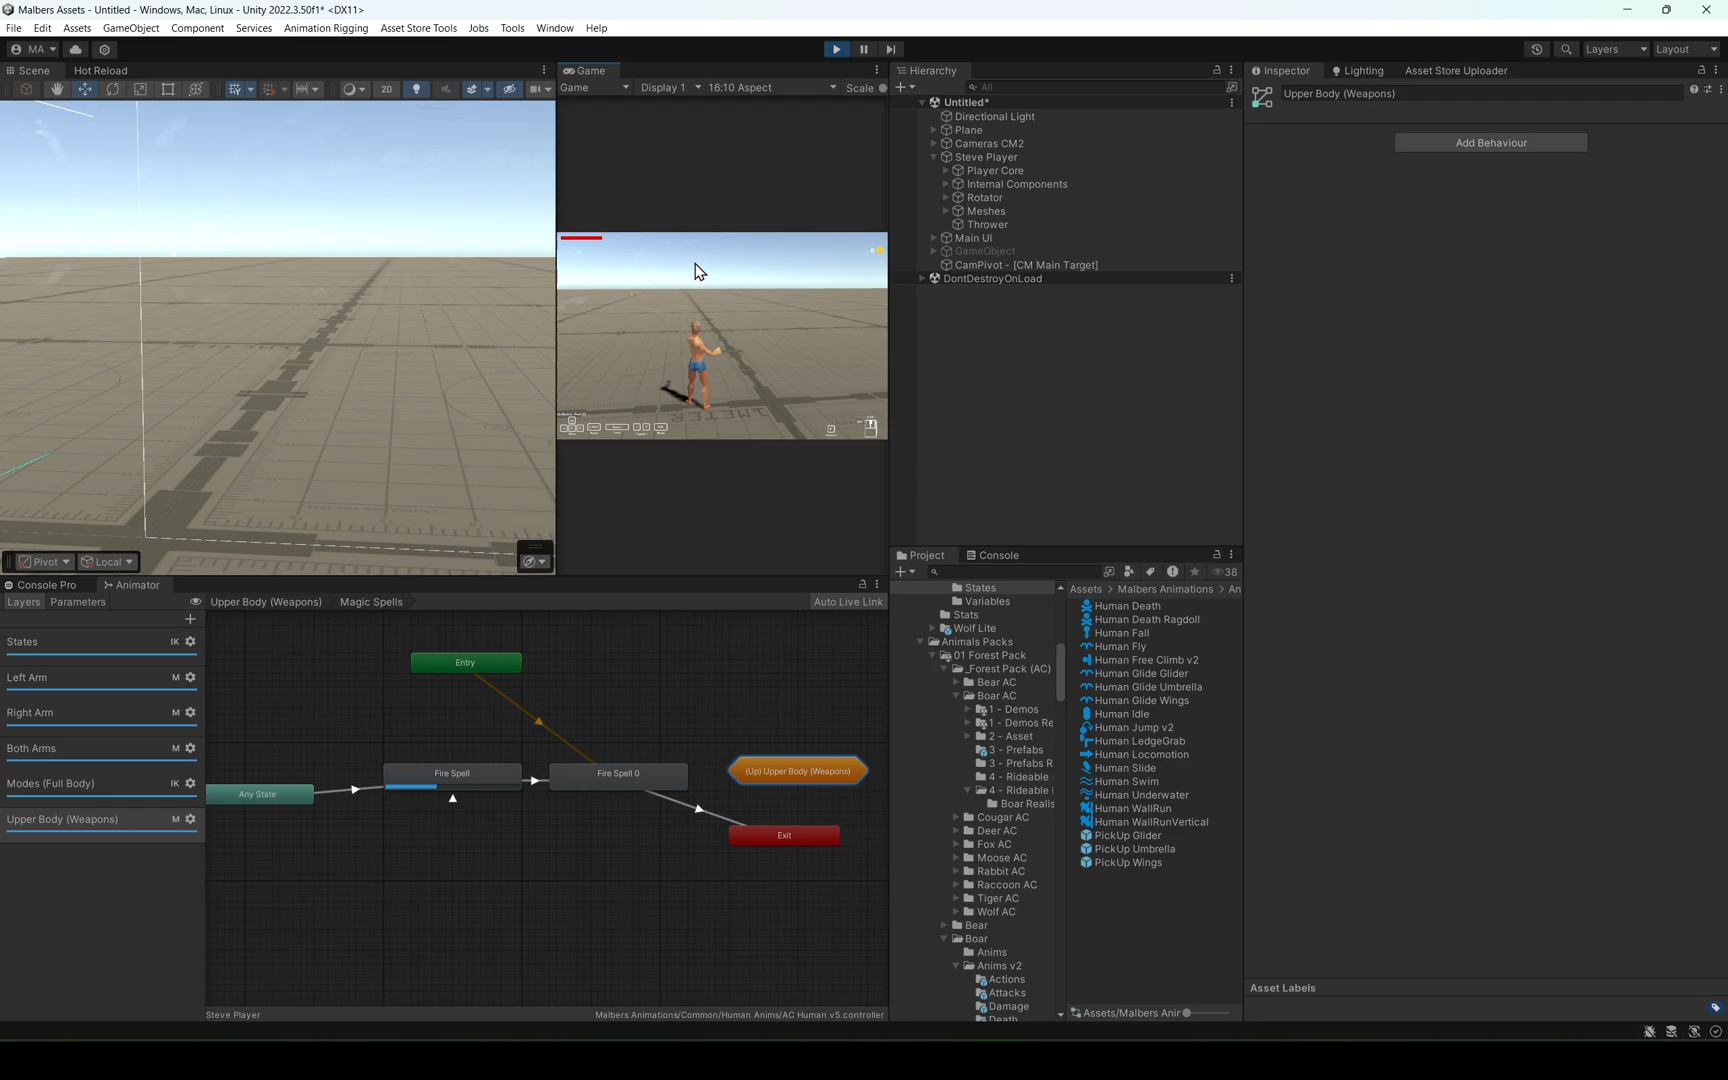 Malbers Assets - Untitled - Windows, Mac, Linux - Unity 2022.3.50f1* <DX11>
File Edit Assets GameObject Component Services Animation Rigging Asset Store Tools Jobs Tools Window Help
MA
Layers Layout
Scene Hot Reload
2D
Pivot Local
Game
Game Display 1 16:10 Aspect Scale
METER
Hierarchy
All
Untitled*
Directional Light
Plane
Cameras CM2
Steve Player
Player Core
Internal Components
Rotator
Meshes
Thrower
Main UI
GameObject
CamPivot - [CM Main Target]
DontDestroyOnLoad
Inspector Lighting Asset Store Uploader
Upper Body (Weapons)
Add Behaviour
Asset Labels
Console Pro Animator
Layers Parameters
Upper Body (Weapons) Magic Spells Auto Live Link
States IK
Left Arm M
Right Arm M
Both Arms M
Modes (Full Body) M
Upper Body (Weapons) M
Entry
Any State
Fire Spell
Fire Spell 0
(Up) Upper Body (Weapons)
Exit
Steve Player Malbers Animations/Common/Human Anims/AC Human v5.controller
Project Console
38
States
Variables
Stats
Wolf Lite
Animals Packs
01 Forest Pack
_Forest Pack (AC)
Bear AC
Boar AC
1 - Demos
1 - Demos Re
2 - Asset
3 - Prefabs
3 - Prefabs R
4 - Rideable
4 - Rideable
Boar Realis
Cougar AC
Deer AC
Fox AC
Moose AC
Rabbit AC
Raccoon AC
Tiger AC
Wolf AC
Bear
Boar
Anims
Anims v2
Actions
Attacks
Damage
Death
Assets > Malbers Animations > An
Human Death
Human Death Ragdoll
Human Fall
Human Fly
Human Free Climb v2
Human Glide Glider
Human Glide Umbrella
Human Glide Wings
Human Idle
Human Jump v2
Human LedgeGrab
Human Locomotion
Human Slide
Human Swim
Human Underwater
Human WallRun
Human WallRunVertical
PickUp Glider
PickUp Umbrella
PickUp Wings
Assets/Malbers Anir